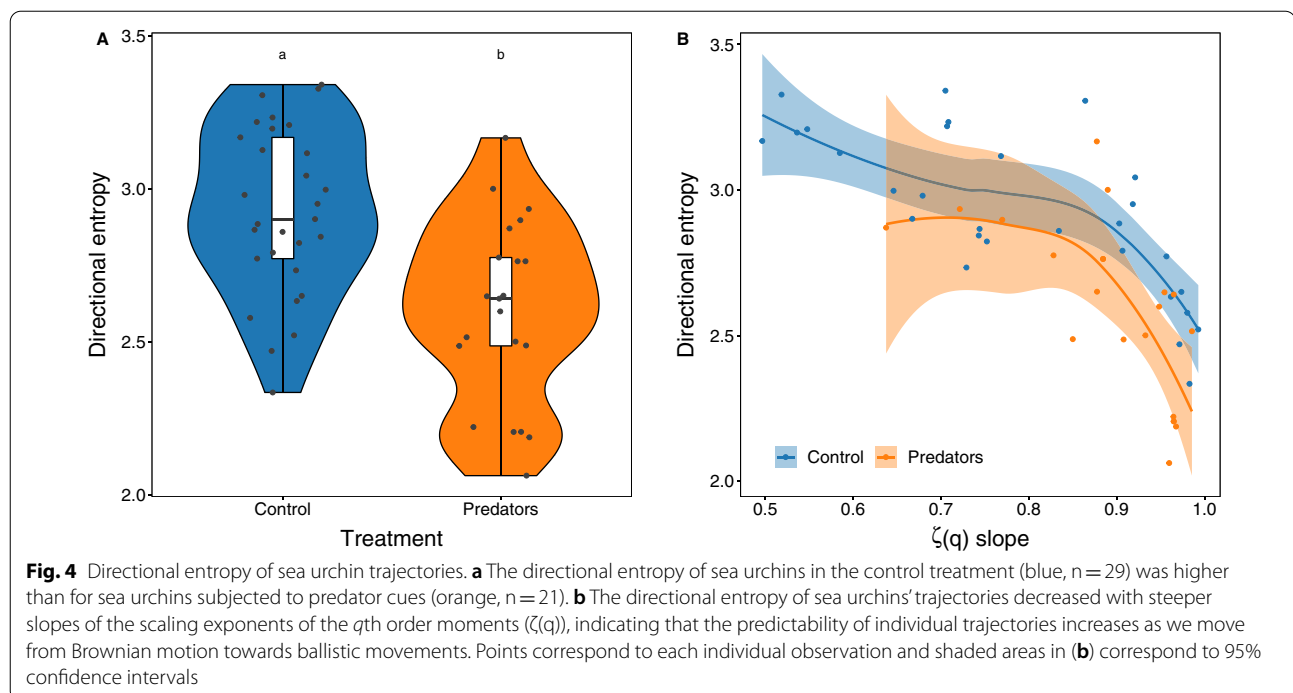 A
B
3.5
3.0
2.5
2.0
Directional entropy
a
b
Control
Predators
Treatment
3.5
3.0
2.5
2.0
Directional entropy
Control
Predators
0.5
0.6
0.7
0.8
0.9
1.0
ζ(q) slope
Fig. 4 Directional entropy of sea urchin trajectories. a The directional entropy of sea urchins in the control treatment (blue, n = 29) was higher
than for sea urchins subjected to predator cues (orange, n = 21). b The directional entropy of sea urchins' trajectories decreased with steeper
slopes of the scaling exponents of the qth order moments (ζ(q)), indicating that the predictability of individual trajectories increases as we move
from Brownian motion towards ballistic movements. Points correspond to each individual observation and shaded areas in (b) correspond to 95%
confidence intervals